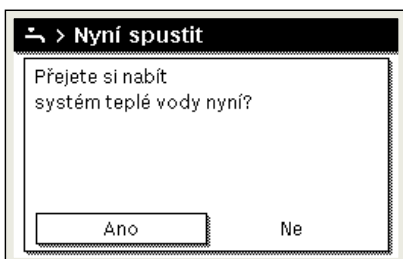 > Nyní spustit
Přejete si nabít
systém teplé vody nyní?
Ano Ne